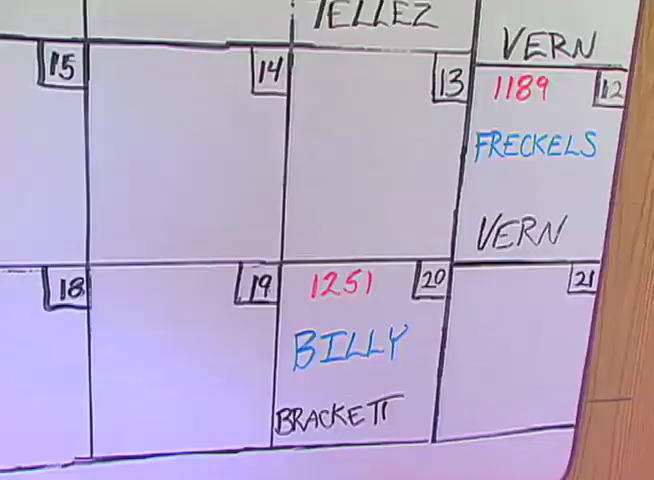 TELLEZ
VERN
15
14
13
1189
12
FRECKELS
VERN
18
19
1251
20
21
BILLY
BRACKETT